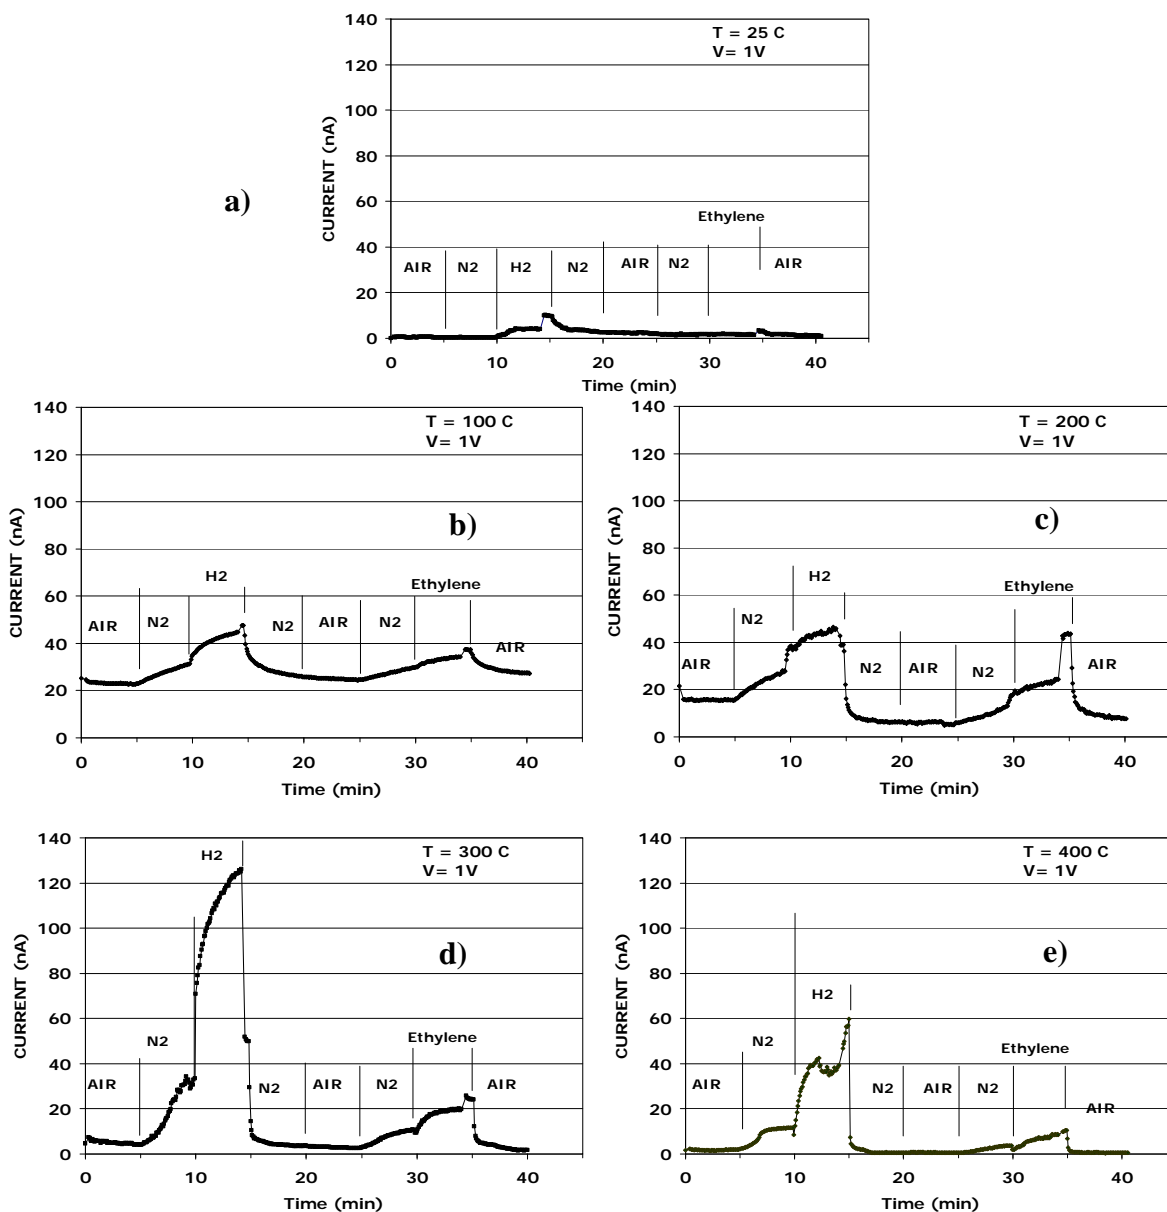 140
120
100
80
60
40
20
0
CURRENT (nA)
T = 25 C
V= 1V
a)
Ethylene
AIR N2 H2 N2 AIR N2 AIR
0 10 20 30 40
Time (min)
140
120
100
80
60
40
20
0
CURRENT (nA)
T = 100 C
V= 1V
b)
H2 Ethylene
AIR N2 N2 AIR N2 AIR
0 10 20 30 40
Time (min)
140
120
100
80
60
40
20
0
CURRENT (nA)
T = 200 C
V= 1V
c)
N2 H2 Ethylene
AIR N2 AIR N2 AIR
0 10 20 30 40
Time (min)
140
120
100
80
60
40
20
0
CURRENT (nA)
H2
T = 300 C
V= 1V
d)
N2 Ethylene
AIR N2 AIR N2 AIR
0 10 20 30 40
Time (min)
140
120
100
80
60
40
20
0
CURRENT (nA)
T = 400 C
V= 1V
e)
H2
N2 Ethylene
AIR N2 AIR N2 AIR
0 10 20 30 40
Time (min)